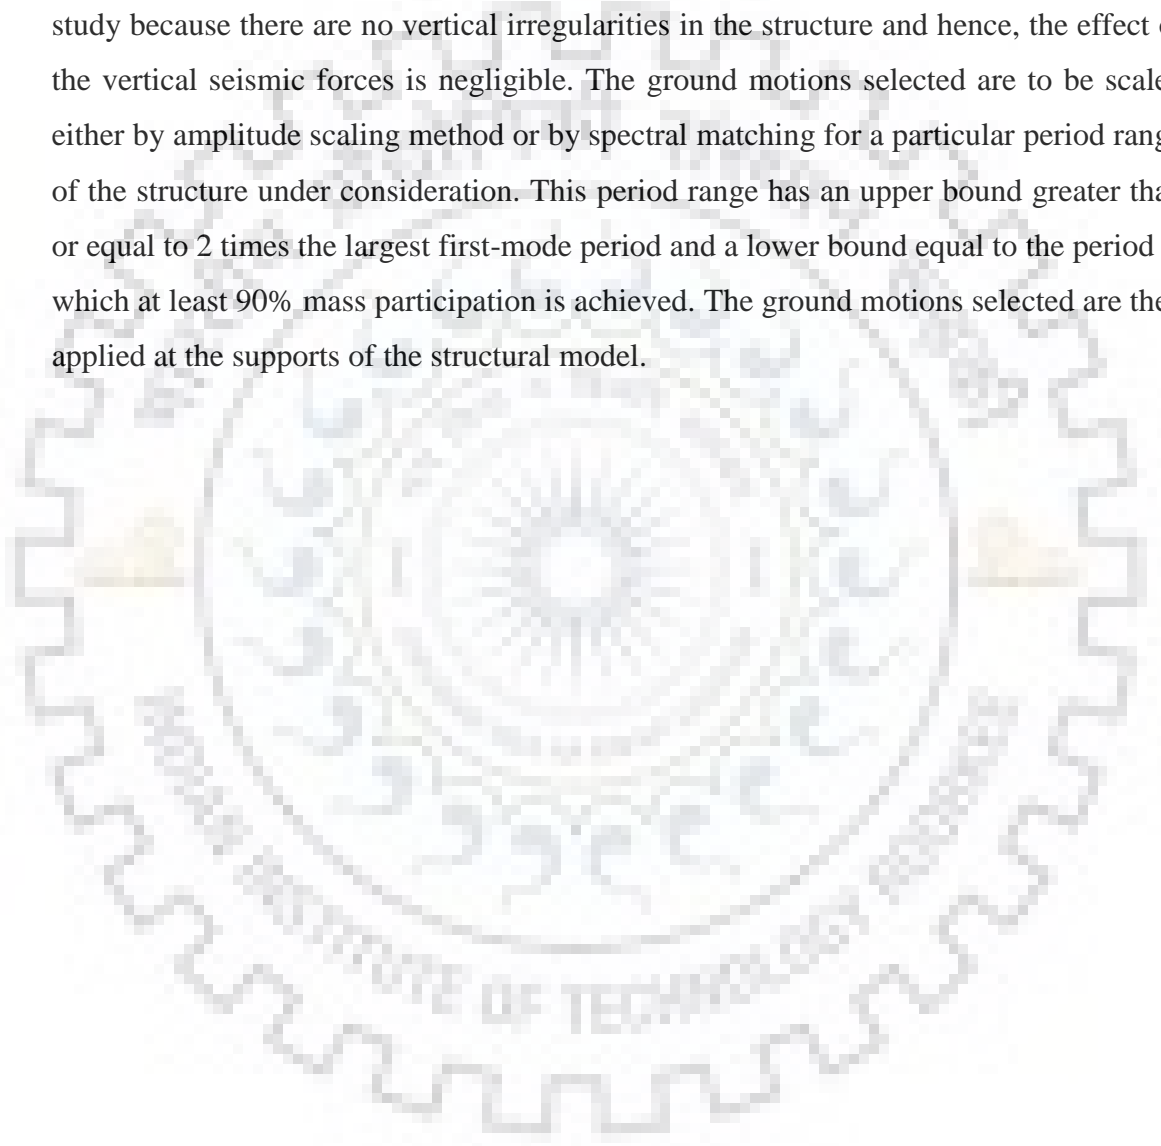 study because there are no vertical irregularities in the structure and hence, the effect
the vertical seismic forces is negligible. The ground motions selected are to be scale
either by amplitude scaling method or by spectral matching for a particular period rang
of the structure under consideration. This period range has an upper bound greater tha
or equal to 2 times the largest first-mode period and a lower bound equal to the period
which at least 90% mass participation is achieved. The ground motions selected are the
applied at the supports of the structural model.
INSTITUTE OF TECHNOLOGY ROORKEE